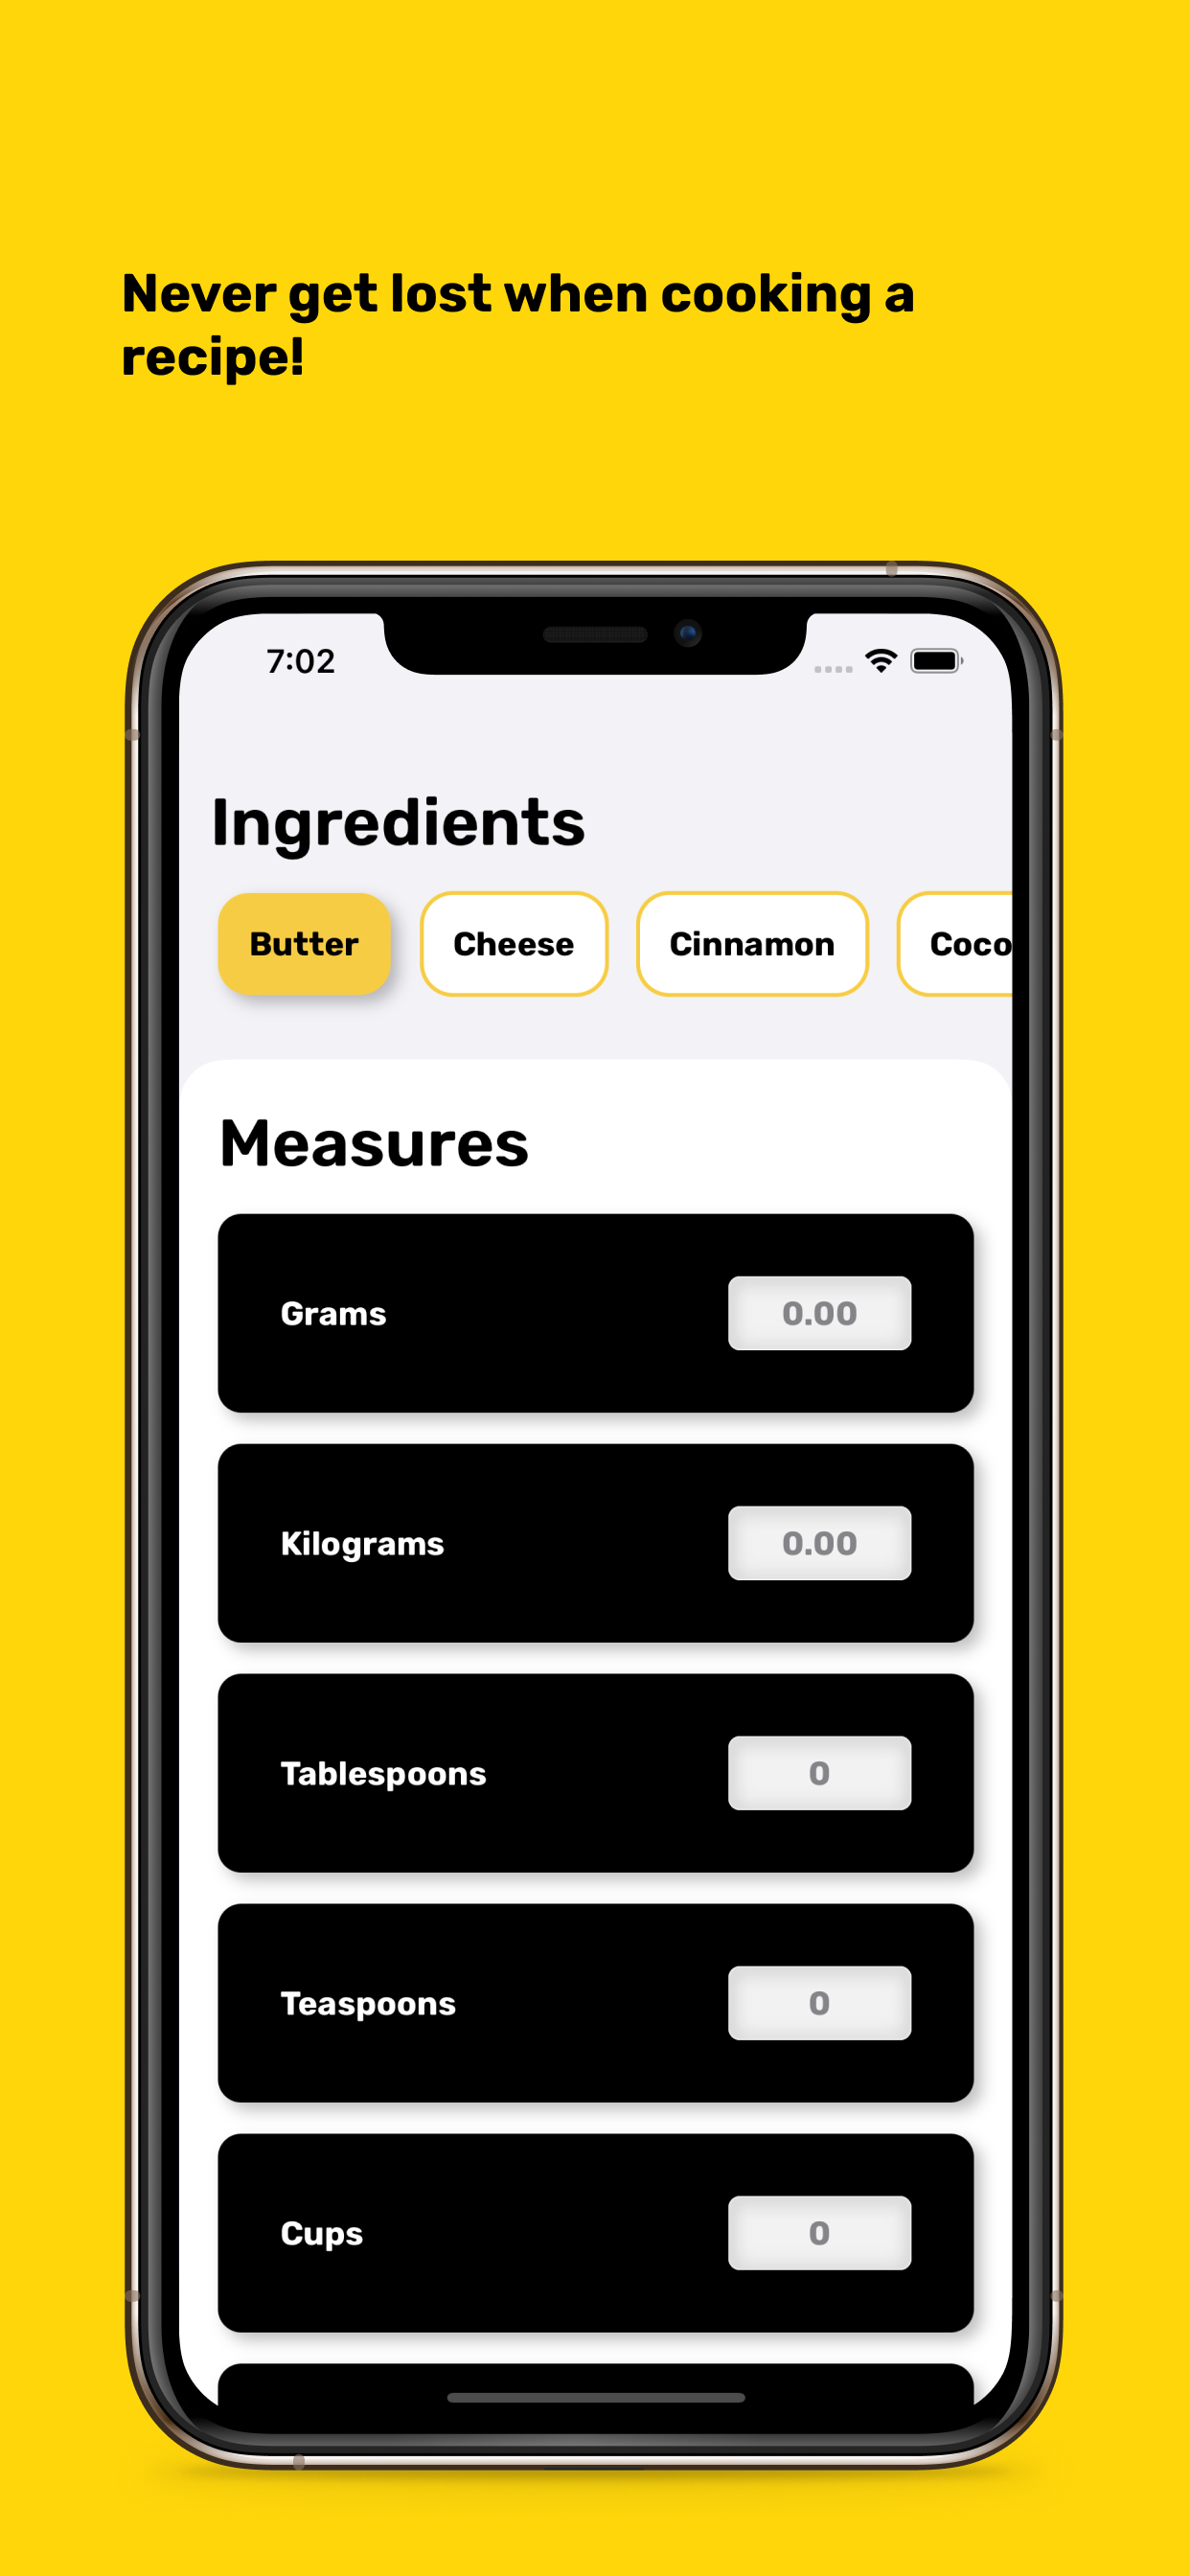 Never get lost when cooking a
recipe!
7:02
Ingredients
Butter Cheese Cinnamon Coco
Measures
Grams 0.00
Kilograms 0.00
Tablespoons 0
Teaspoons 0
Cups 0